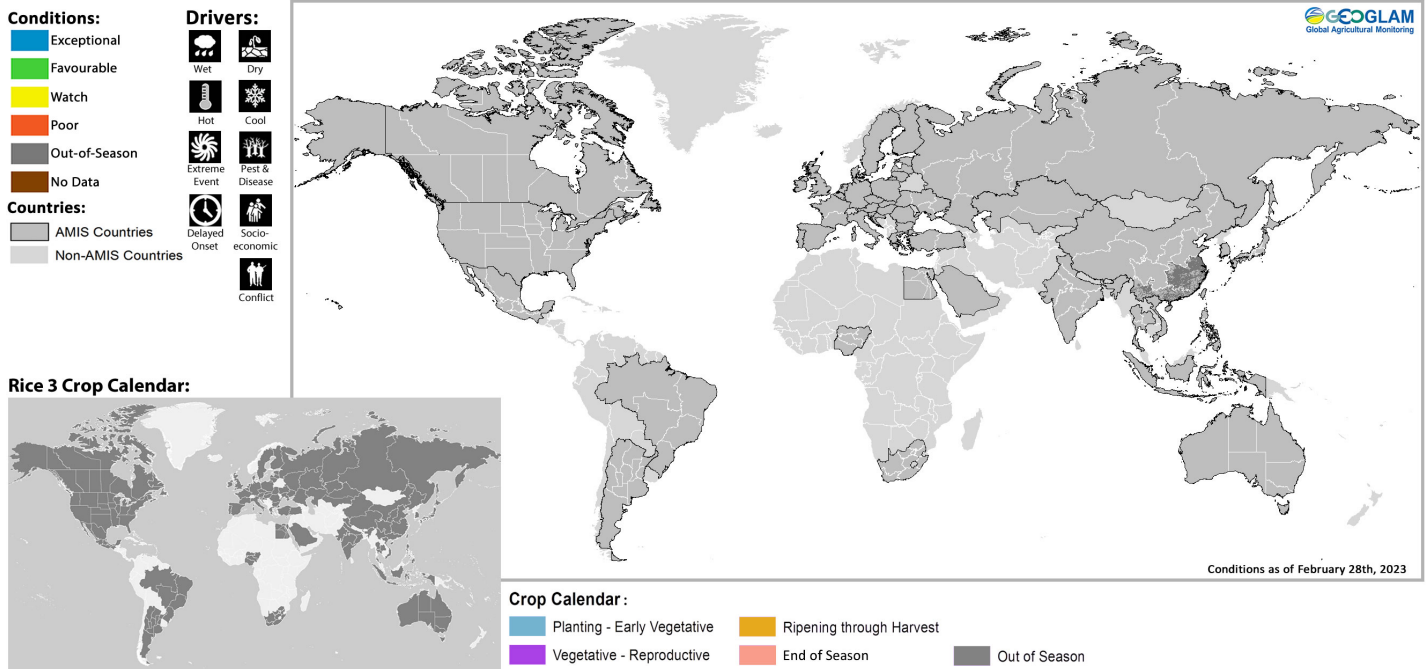 Conditions:
Exceptional
Favourable
Watch
Poor
Out-of-Season
No Data
Countries:
AMIS Countries
Non-AMIS Countries
Drivers:
Wet
Dry
Hot
Cool
Extreme
Event
Pest &
Disease
Delayed
Onset
Socio-
economic
Conflict
GEOGLAM
Global Agricultural Monitoring
Conditions as of February 28th, 2023
Rice 3 Crop Calendar:
Crop Calendar :
Planting - Early Vegetative
Ripening through Harvest
Vegetative - Reproductive
End of Season
Out of Season